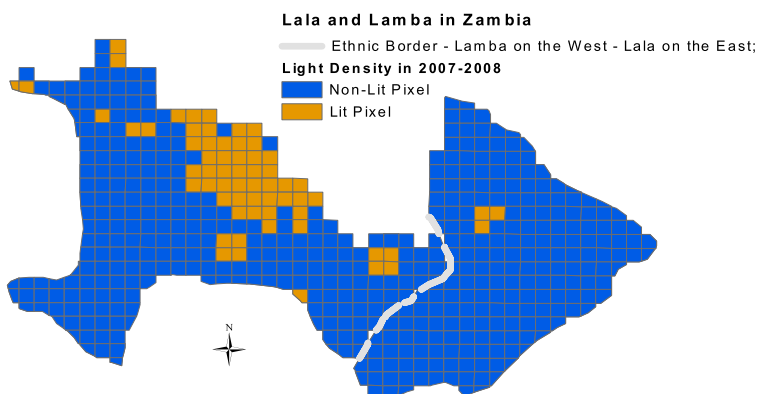 Lala and Lamba in Zambia
Ethnic Border - Lamba on the West - Lala on the East;
Light Density in 2007-2008
Non-Lit Pixel
Lit Pixel
N